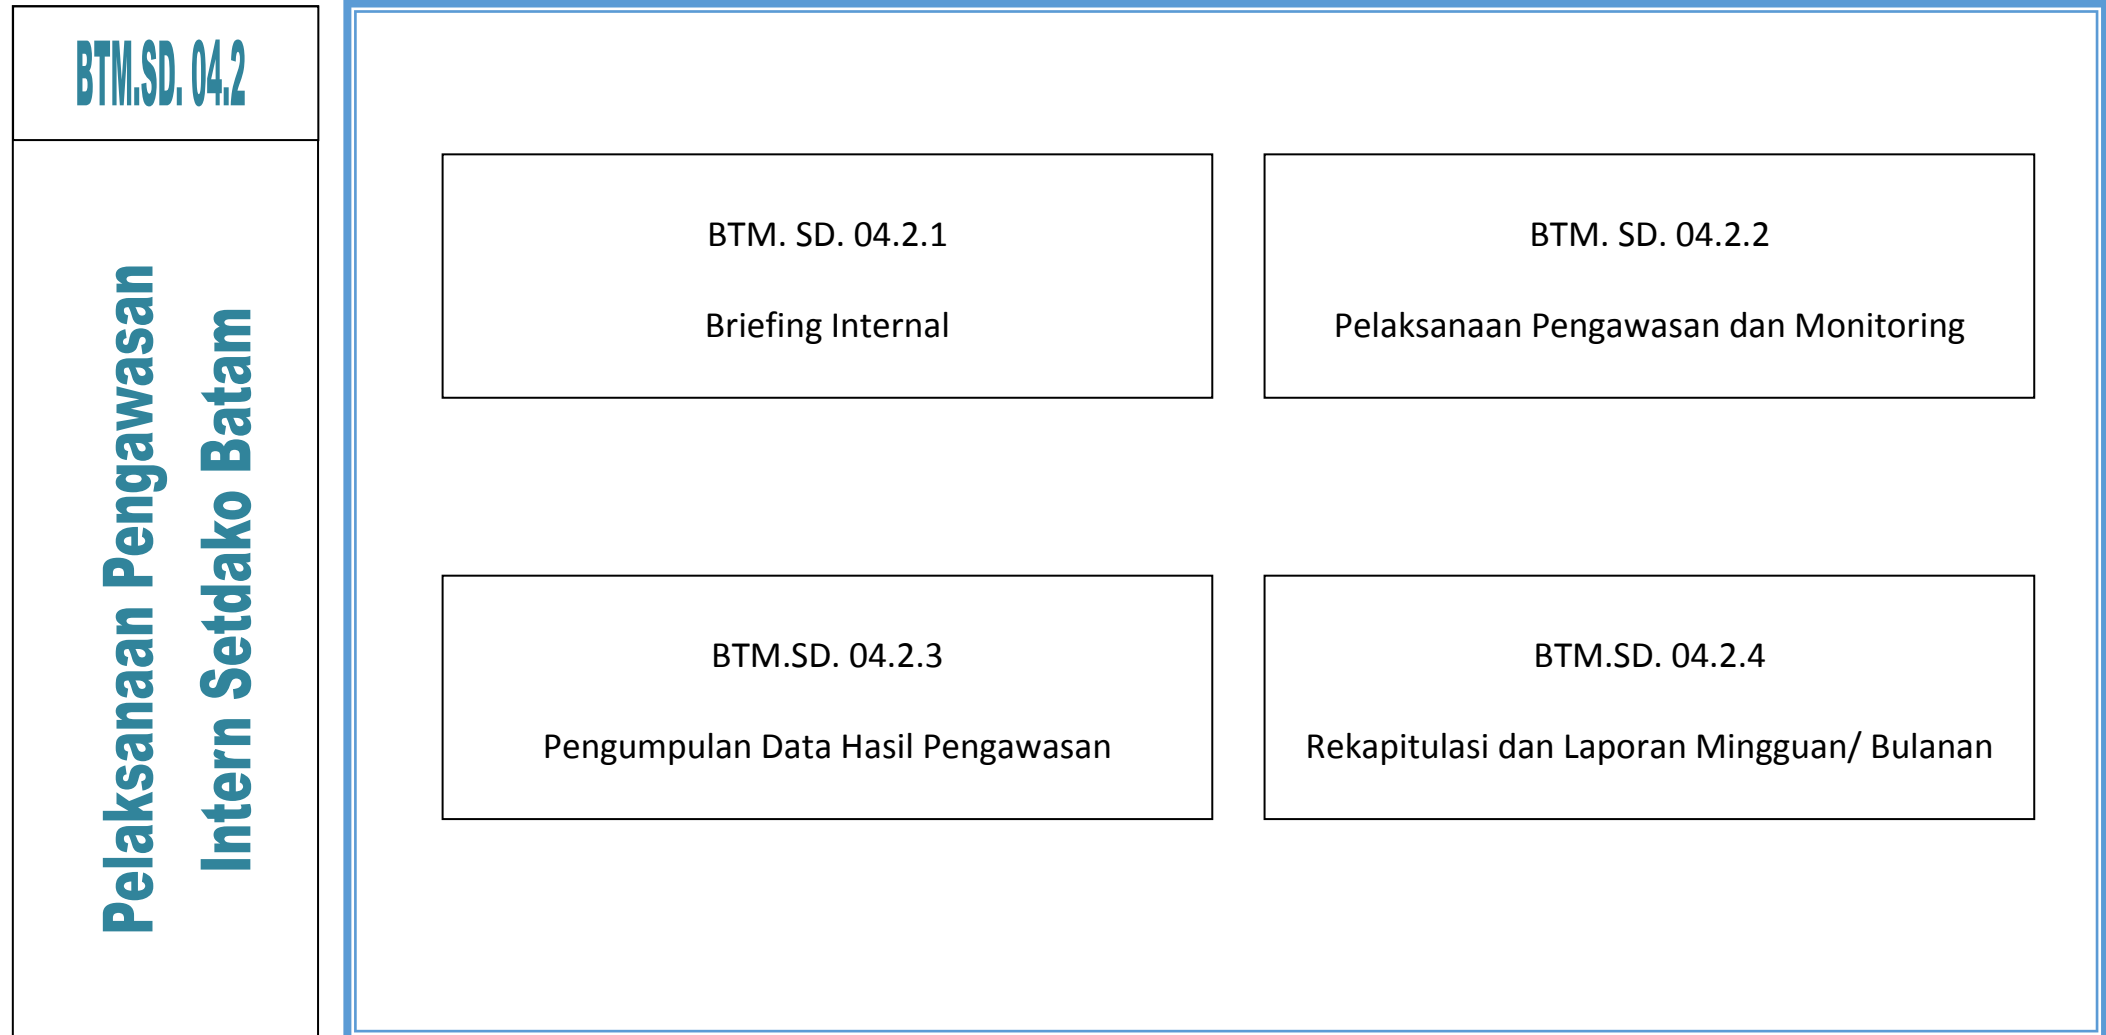 BTM.SD. 04.2
Pelaksanaan Pengawasan
Intern Setdako Batam
BTM. SD. 04.2.1
Briefing Internal
BTM. SD. 04.2.2
Pelaksanaan Pengawasan dan Monitoring
BTM.SD. 04.2.3
Pengumpulan Data Hasil Pengawasan
BTM.SD. 04.2.4
Rekapitulasi dan Laporan Mingguan/ Bulanan